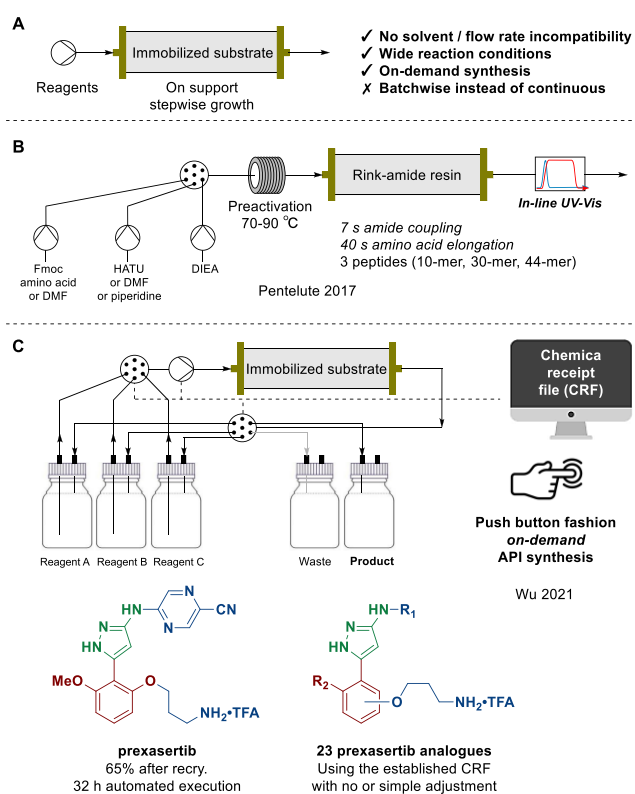 A
Immobilized substrate
Reagents
On support
stepwise growth
✓ No solvent / flow rate incompatibility
✓ Wide reaction conditions
✓ On-demand synthesis
✗ Batchwise instead of continuous
B
Rink-amide resin
Preactivation
70-90 °C
In-line UV-Vis
7 s amide coupling
40 s amino acid elongation
3 peptides (10-mer, 30-mer, 44-mer)
Fmoc
amino acid
or DMF
HATU
or DMF
or piperidine
DIEA
Pentelute 2017
C
Immobilized substrate
Chemica
receipt
file (CRF)
Push button fashion
on-demand
API synthesis
Wu 2021
Reagent A
Reagent B
Reagent C
Waste
Product
HN
N
N
CN
N
HN
MeO
O
NH2•TFA
prexasertib
65% after recry.
32 h automated execution
HN
R1
N
HN
R2
O
NH2•TFA
23 prexasertib analogues
Using the established CRF
with no or simple adjustment